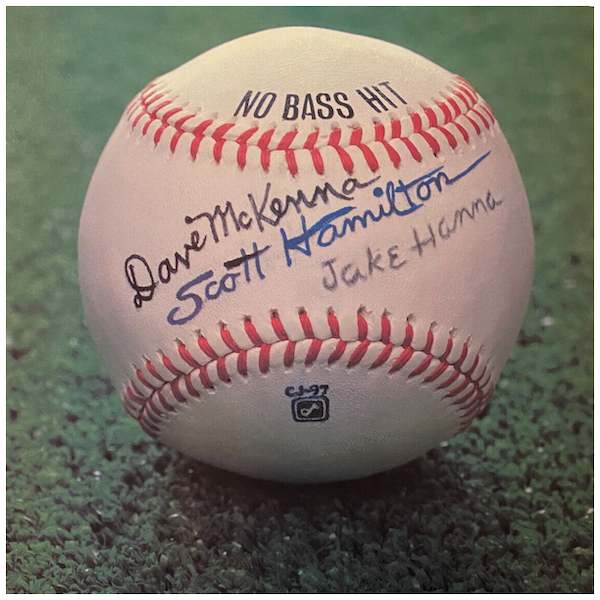 NO BASS HIT
Dave McKenna
Scott Hamilton
Jake Hanna
CJ-97